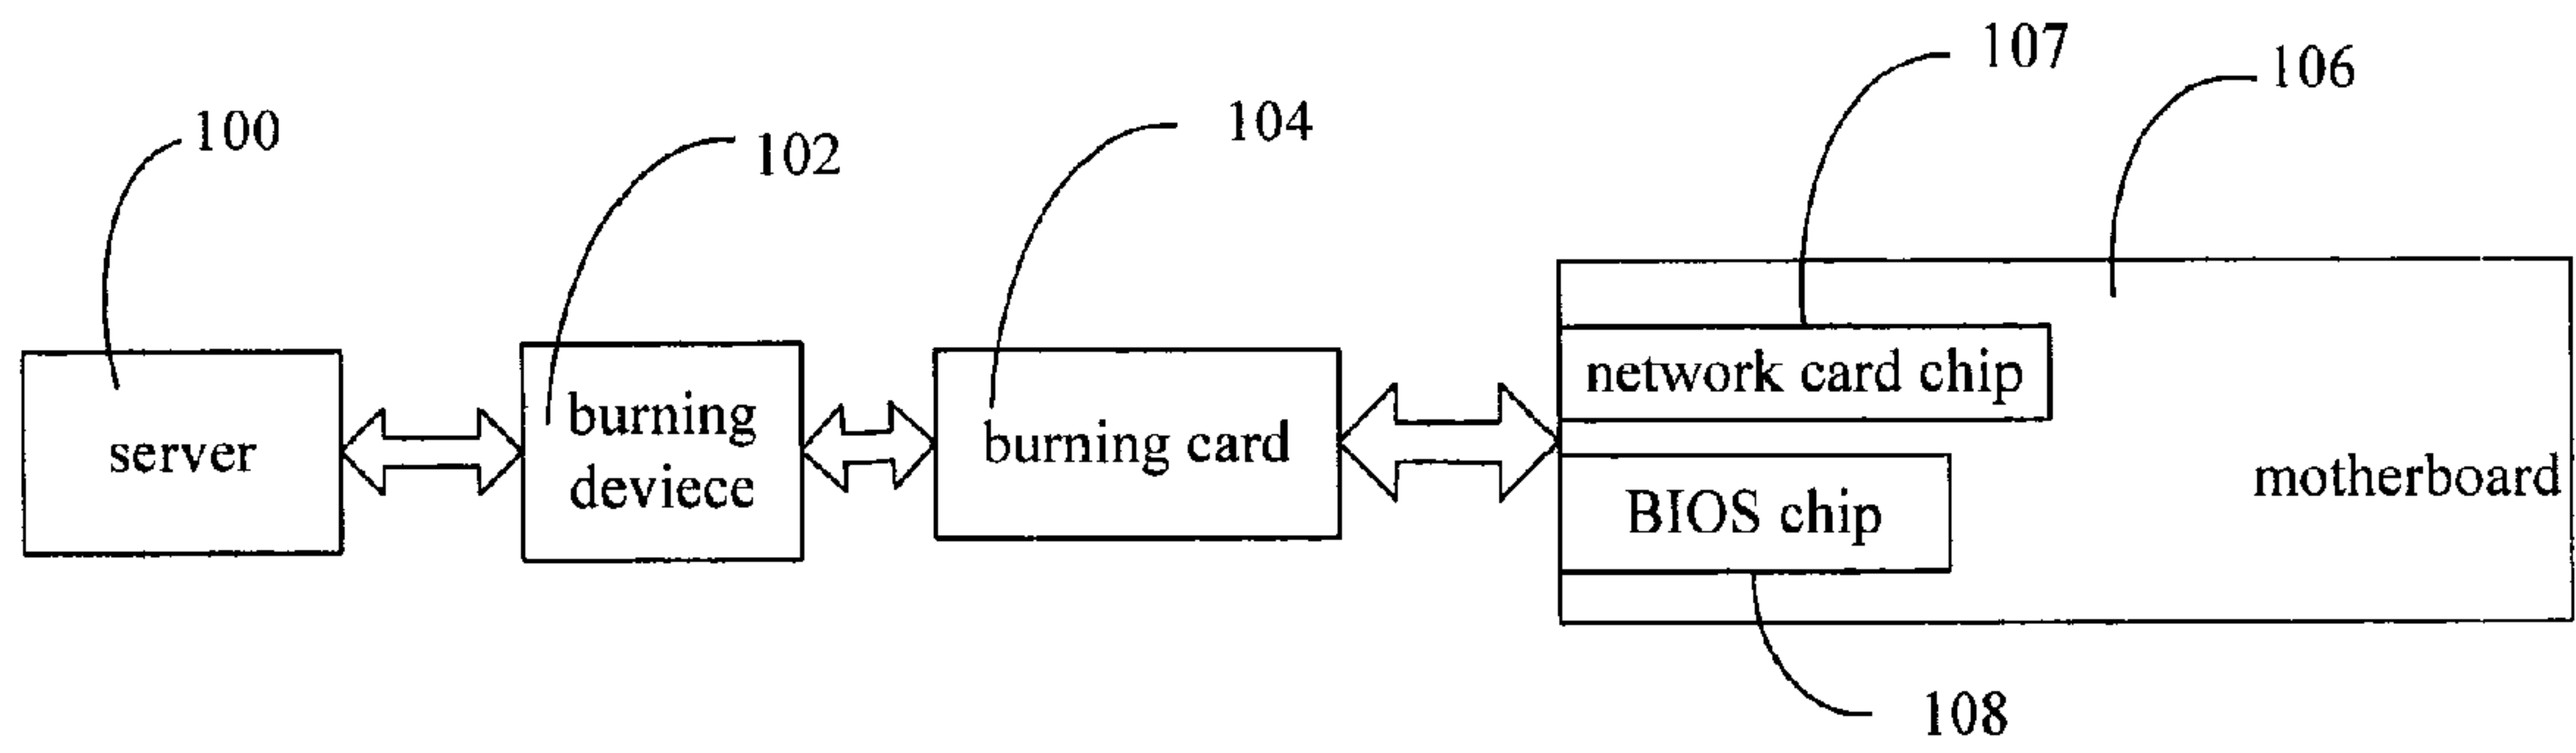 107
106
100
102
104
network card chip
burning
deviece
burning card
server
motherboard
BIOS chip
108